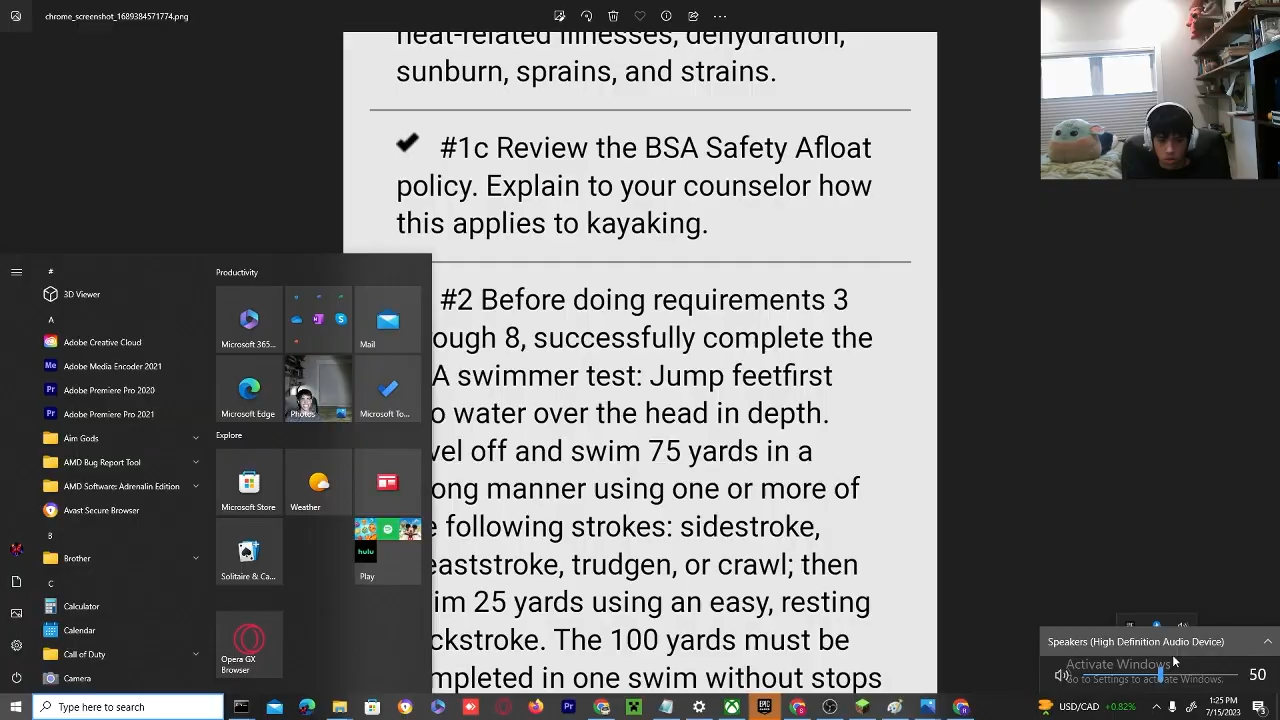 chrome_screenshot_1689384571774.png
heat-related illnesses, dehydration,
sunburn, sprains, and strains.
#1c Review the BSA Safety Afloat
policy. Explain to your counselor how
this applies to kayaking.
#2 Before doing requirements 3
ough 8, successfully complete the
A swimmer test: Jump feetfirst
o water over the head in depth.
vel off and swim 75 yards in a
ong manner using one or more of
e following strokes: sidestroke,
eaststroke, trudgen, or crawl; then
im 25 yards using an easy, resting
ckstroke. The 100 yards must be
mpleted in one swim without stops
#
3D Viewer
A
Adobe Creative Cloud
Adobe Media Encoder 2021
Adobe Premiere Pro 2020
Adobe Premiere Pro 2021
Aim Gods
AMD Bug Report Tool
AMD Software: Adrenalin Edition
Avast Secure Browser
B
Brother
C
Calculator
Calendar
Call of Duty
Camera
Productivity
Microsoft 365...
Mail
Microsoft Edge
Photos
Microsoft To...
Explore
Microsoft Store
Weather
Solitaire & Ca...
hulu
Play
Opera GX
Browser
Speakers (High Definition Audio Device)
Activate Windows
Go to Settings to activate Windows.
50
Type here to search
USD/CAD +0.82%
1:25 PM
7/15/2023